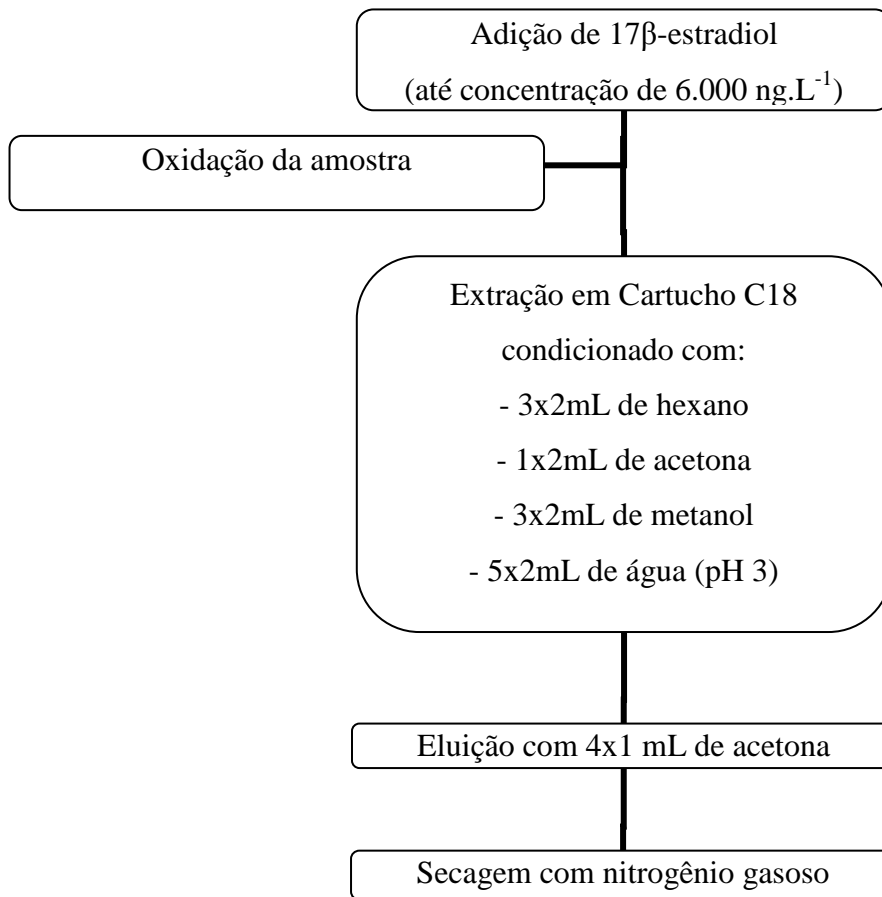 Adição de 17β-estradiol
(até concentração de 6.000 ng.L⁻¹)
Oxidação da amostra
Extração em Cartucho C18
condicionado com:
- 3x2mL de hexano
- 1x2mL de acetona
- 3x2mL de metanol
- 5x2mL de água (pH 3)
Eluição com 4x1 mL de acetona
Secagem com nitrogênio gasoso